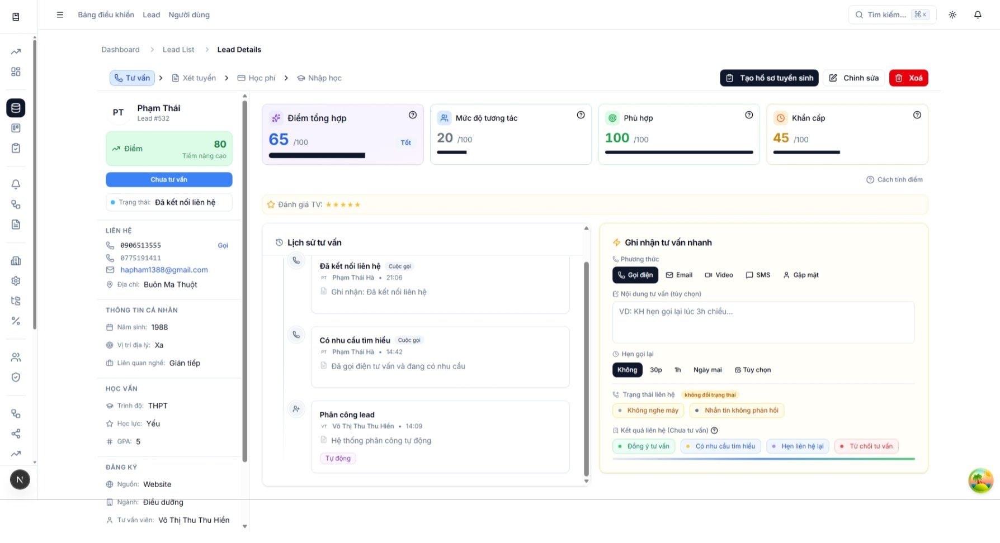 Bảng điều khiển Lead Người dùng Tìm kiếm... ⌘ K
Dashboard > Lead List > Lead Details
Tư vấn > Xét tuyển > Học phí > Nhập học
Tạo hồ sơ tuyển sinh Chỉnh sửa Xoá
PT Phạm Thái
Lead #532
Điểm 80
Tiềm năng cao
Chưa tư vấn
Trạng thái: Đã kết nối liên hệ
LIÊN HỆ
0906513555 Gọi
0775191411
hapham1388@gmail.com
Địa chỉ: Buôn Ma Thuột
THÔNG TIN CÁ NHÂN
Năm sinh: 1988
Vị trí địa lý: Xa
Liên quan nghề: Gián tiếp
HỌC VẤN
Trình độ: THPT
Học lực: Yếu
# GPA: 5
ĐĂNG KÝ
Nguồn: Website
Ngành: Điều dưỡng
Tư vấn viên: Võ Thị Thu Thu Hiền
N
Điểm tổng hợp
65 /100 Tốt
Mức độ tương tác
20 /100
Phù hợp
100 /100
Khẩn cấp
45 /100
Cách tính điểm
Đánh giá TV: ★★★★★
Lịch sử tư vấn
Đã kết nối liên hệ Cuộc gọi
PT Phạm Thái Hà • 21:06
Ghi nhận: Đã kết nối liên hệ
Có nhu cầu tìm hiểu Cuộc gọi
PT Phạm Thái Hà • 14:42
Đã gọi điện tư vấn và đang có nhu cầu
Phân công lead
VT Võ Thị Thu Thu Hiền • 14:09
Hệ thống phân công tự động
Tự động
Ghi nhận tư vấn nhanh
Phương thức
Gọi điện Email Video SMS Gặp mặt
Nội dung tư vấn (tùy chọn)
VD: KH hẹn gọi lại lúc 3h chiều...
Hẹn gọi lại
Không 30p 1h Ngày mai Tùy chọn
Trạng thái liên hệ không đổi trạng thái
Không nghe máy Nhắn tin không phản hồi
Kết quả liên hệ (Chưa tư vấn)
Đồng ý tư vấn Có nhu cầu tìm hiểu Hẹn liên hệ lại Từ chối tư vấn